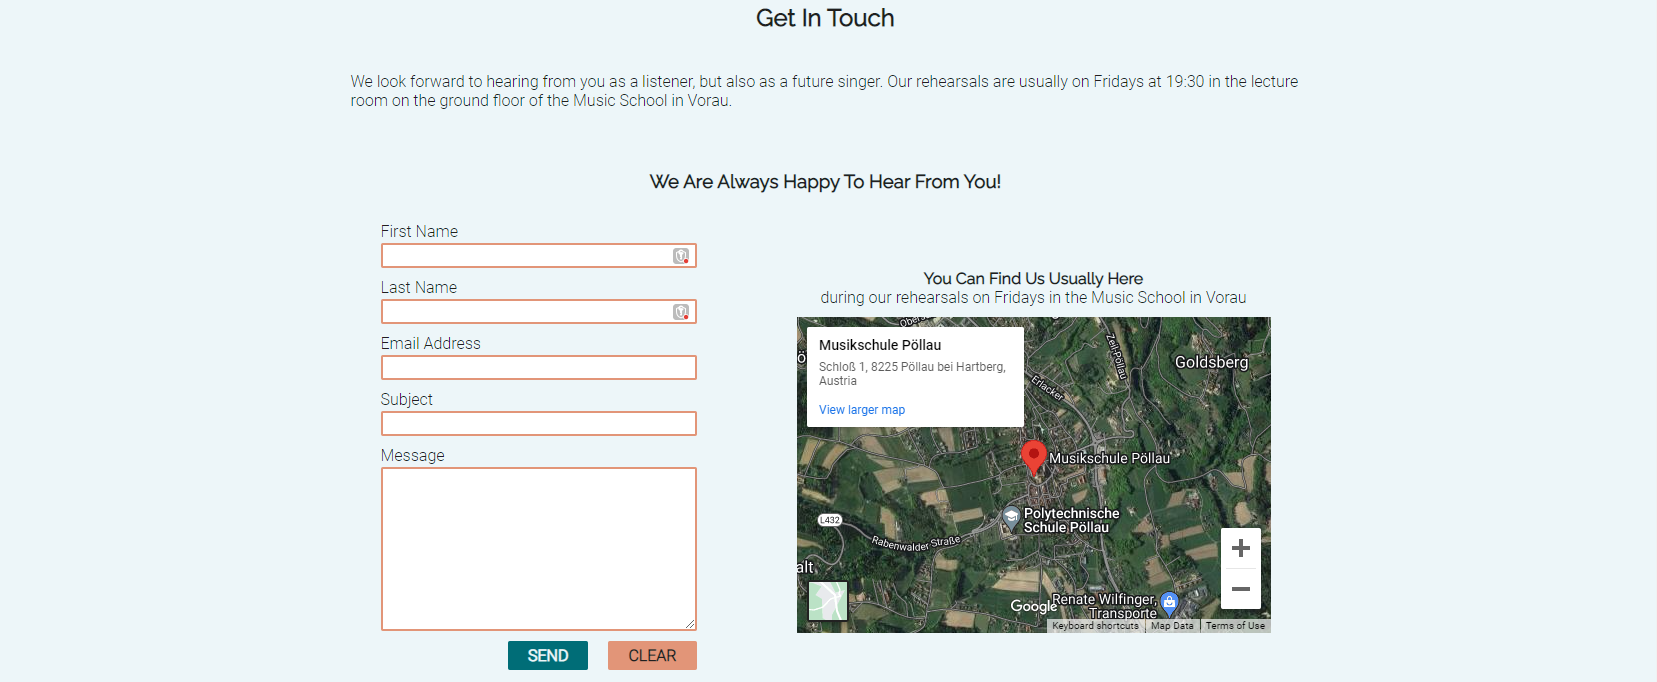 Get In Touch
We look forward to hearing from you as a listener, but also as a future singer. Our rehearsals are usually on Fridays at 19:30 in the lecture
room on the ground floor of the Music School in Vorau.
We Are Always Happy To Hear From You!
First Name
Last Name
Email Address
Subject
Message
SEND
CLEAR
You Can Find Us Usually Here
during our rehearsals on Fridays in the Music School in Vorau
Musikschule Pöllau
Schloß 1, 8225 Pöllau bei Hartberg,
Austria
View larger map
Zeil-Pöllau
Goldsberg
Erlacker
Musikschule Pöllau
Polytechnische
Schule Pöllau
L432
Rabenwalder Straße
alt
Google
Renate Wilfinger,
Transporte
Keyboard shortcuts
Map Data
Terms of Use